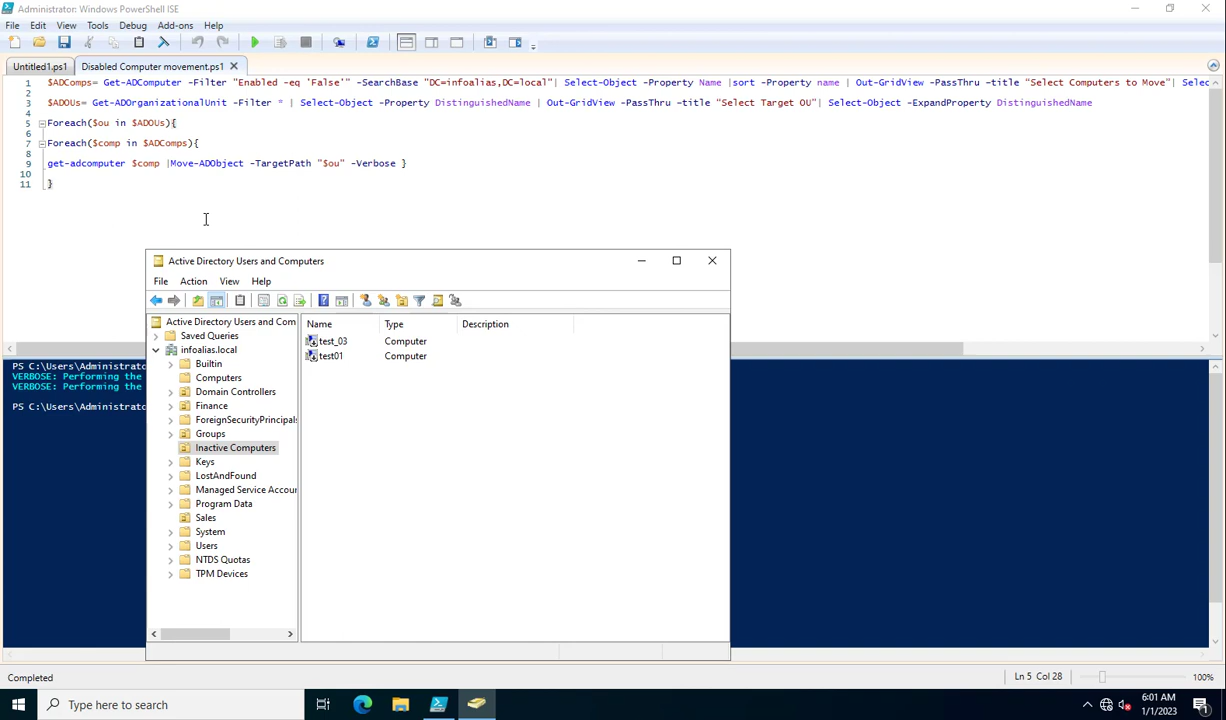 Administrator: Windows PowerShell ISE
File Edit View Tools Debug Add-ons Help
Untitled1.ps1 Disabled Computer movement.ps1
1 $ADComps= Get-ADComputer -Filter "Enabled -eq 'False'" -SearchBase "DC=infoalias,DC=local"| Select-Object -Property Name |sort -Property name | Out-GridView -PassThru -title "Select Computers to Move"| Selec
2
3 $ADOUs= Get-ADOrganizationalUnit -Filter * | Select-Object -Property DistinguishedName | Out-GridView -PassThru -title "Select Target OU"| Select-Object -ExpandProperty DistinguishedName
4
5 Foreach($ou in $ADOUs){
6
7 Foreach($comp in $ADComps){
8
9 get-adcomputer $comp |Move-ADObject -TargetPath "$ou" -Verbose }
10
11 }
Active Directory Users and Computers
File Action View Help
Active Directory Users and Com
Saved Queries
infoalias.local
Builtin
Computers
Domain Controllers
Finance
ForeignSecurityPrincipals
Groups
Inactive Computers
Keys
LostAndFound
Managed Service Accour
Program Data
Sales
System
Users
NTDS Quotas
TPM Devices
Name Type Description
test_03 Computer
test01 Computer
PS C:\Users\Administrato
VERBOSE: Performing the
VERBOSE: Performing the
PS C:\Users\Administrato
Completed Ln 5 Col 28 100%
Type here to search
6:01 AM
1/1/2023
1